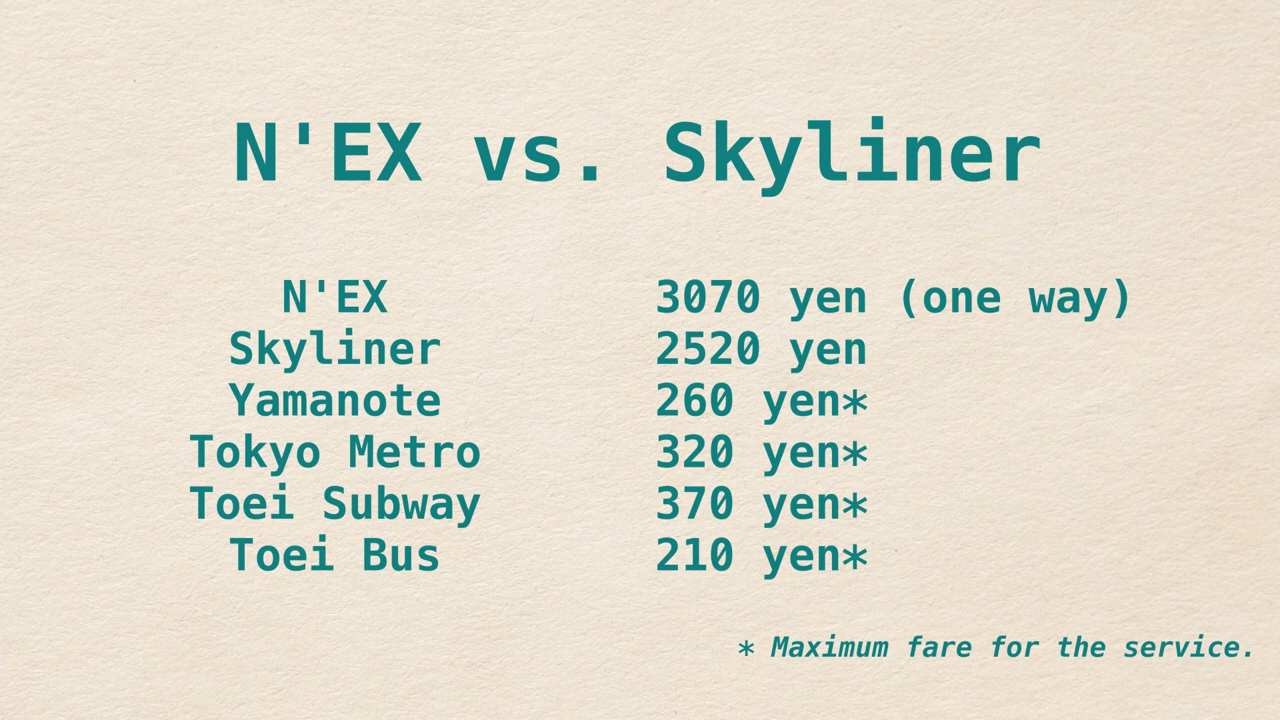 N'EX vs. Skyliner
N'EX 3070 yen (one way)
Skyliner 2520 yen
Yamanote 260 yen*
Tokyo Metro 320 yen*
Toei Subway 370 yen*
Toei Bus 210 yen*
* Maximum fare for the service.